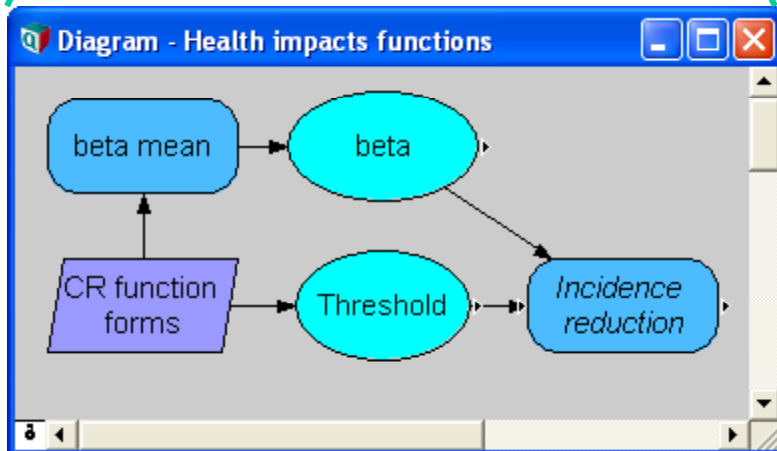 Diagram - Health impacts functions
beta mean
beta
CR function
forms
Threshold
Incidence
reduction